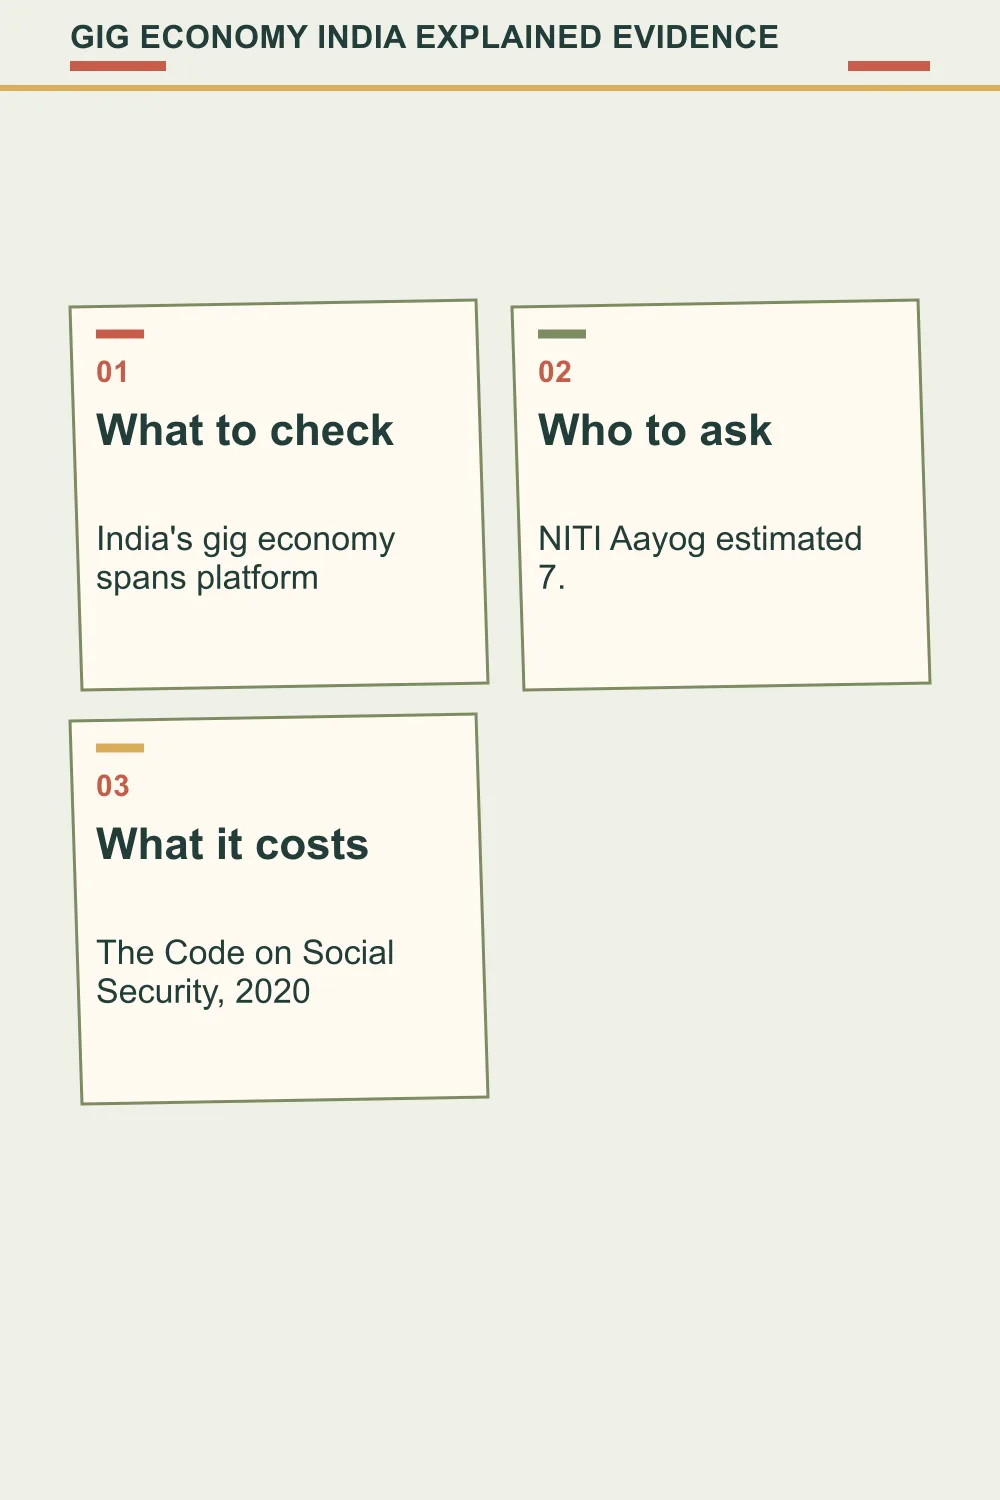 GIG ECONOMY INDIA EXPLAINED EVIDENCE
01
What to check
India's gig economy
spans platform
02
Who to ask
NITI Aayog estimated
7.
03
What it costs
The Code on Social
Security, 2020